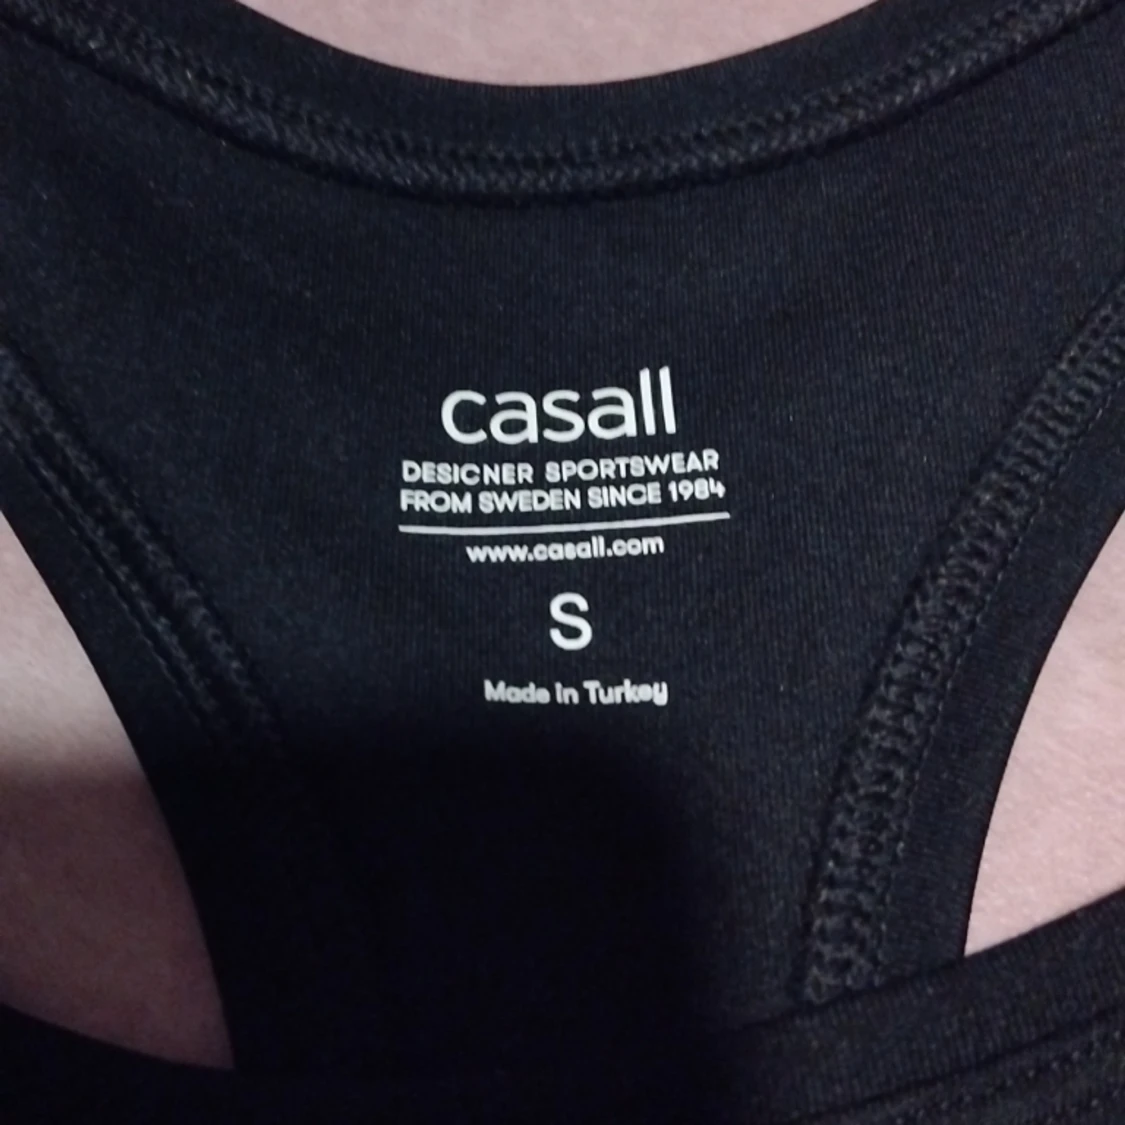 casall
DESIGNER SPORTSWEAR
FROM SWEDEN SINCE 1984
www.casall.com
S
Made in Turkey